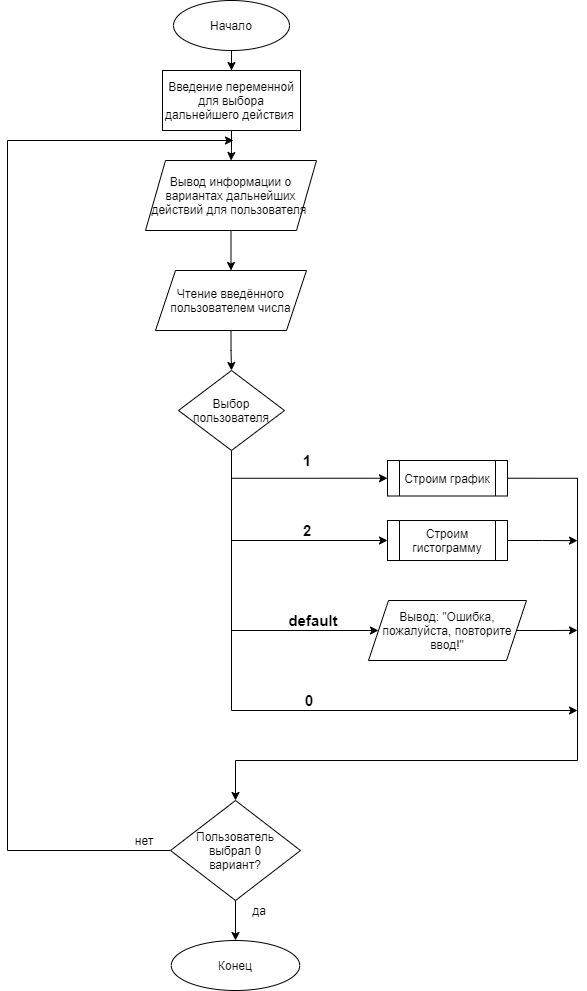 Начало
Введение переменной
для выбора
дальнейшего действия
Вывод информации о
вариантах дальнейших
действий для пользователя
Чтение введённого
пользователем числа
Выбор
пользователя
1
Строим график
2
Строим
гистограмму
default
Вывод: "Ошибка,
пожалуйста, повторите
ввод!"
0
Пользователь
выбрал 0
вариант?
нет
да
Конец